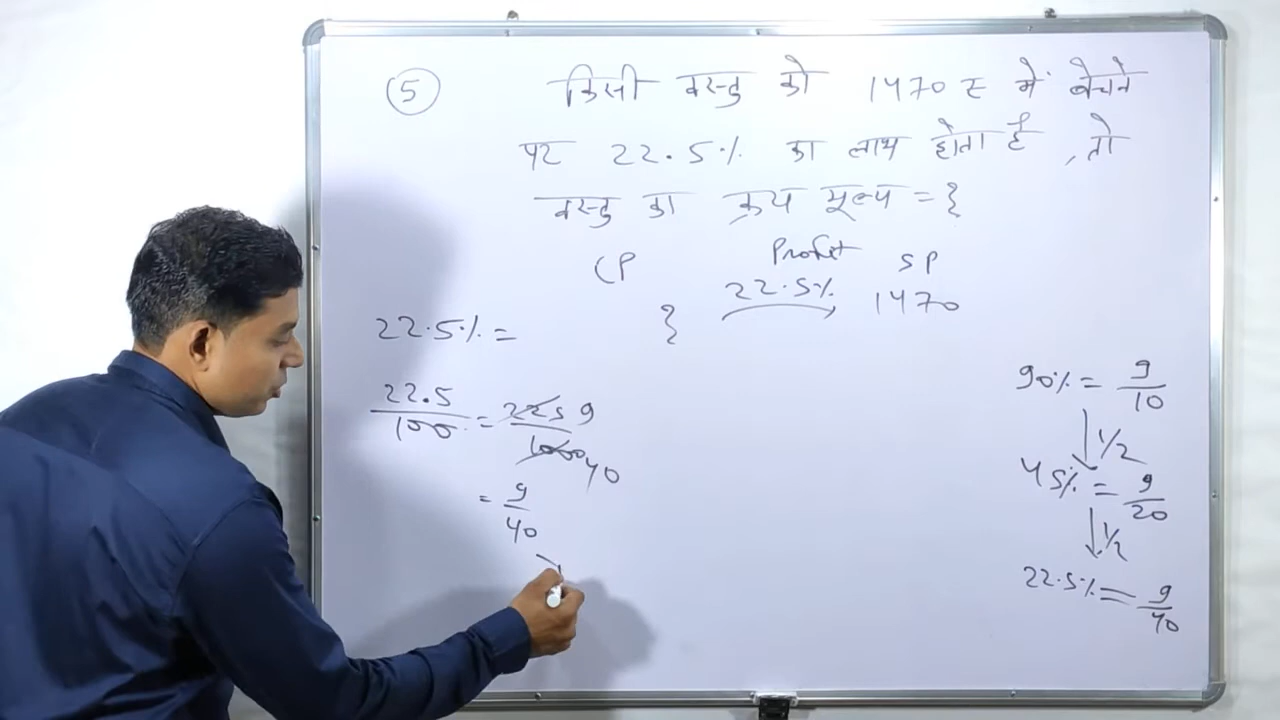 5 किसी वस्तु को 1470 ₹ में बेचने
पर 22.5% का लाभ होता है, तो
वस्तु का क्रय मूल्य = }
CP Profit SP
22.5% 1470
}
22.5% =
22.5/100 = 225/1000 9/40
= 9/40
90% = 9/10
1/2
45% = 9/20
1/2
22.5% = 9/40